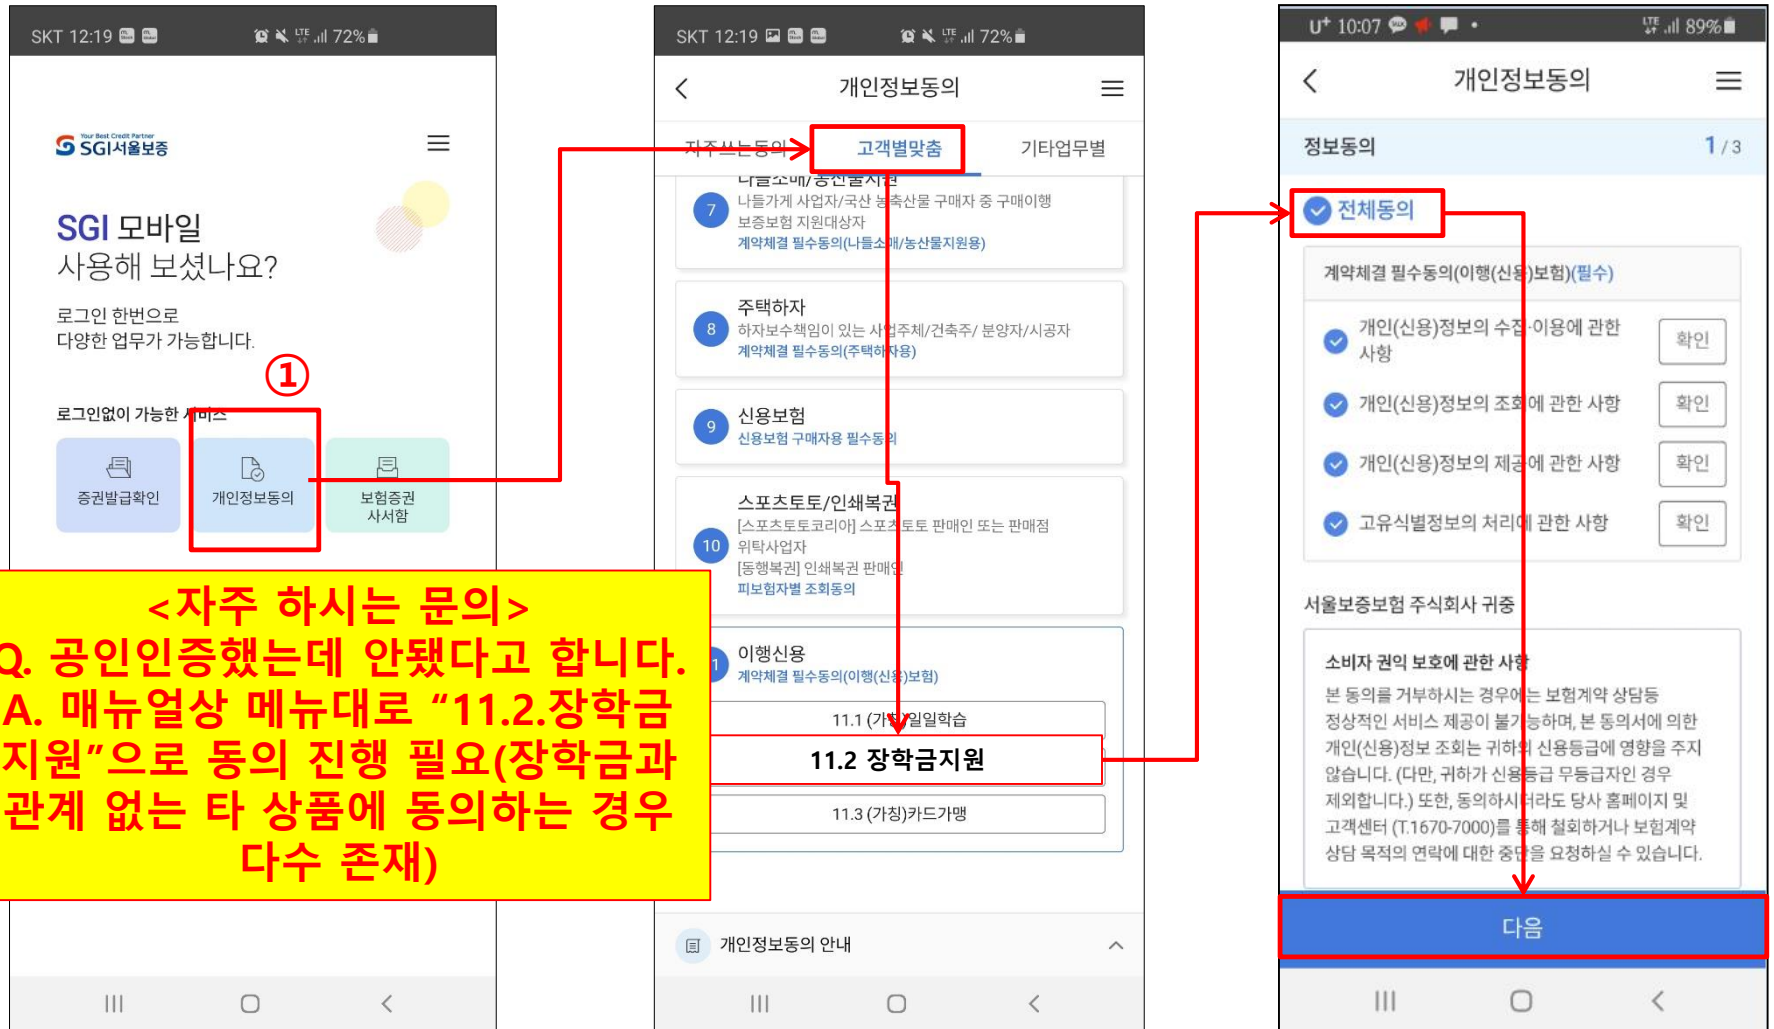 SKT 12:19
LTE
72%
Your Best Credit Partner
SGI서울보증
SGI 모바일
사용해 보셨나요?
로그인 한번으로
다양한 업무가 가능합니다.
①
로그인없이 가능한 서비스
증권발급확인
개인정보동의
보험증권
사서함
<자주 하시는 문의>
Q. 공인인증했는데 안됐다고 합니다.
A. 매뉴얼상 메뉴대로 “11.2.장학금
지원”으로 동의 진행 필요(장학금과
관계 없는 타 상품에 동의하는 경우
다수 존재)
SKT 12:19
LTE
72%
개인정보동의
자주쓰는동의
고객별맞춤
기타업무별
나들소매/농산물지원
7
나들가게 사업자/국산 농축산물 구매자 중 구매이행
보증보험 지원대상자
계약체결 필수동의(나들소매/농산물지원용)
주택하자
8
하자보수책임이 있는 사업주체/건축주/ 분양자/시공자
계약체결 필수동의(주택하자용)
신용보험
9
신용보험 구매자용 필수동의
스포츠토토/인쇄복권
[스포츠토토코리아] 스포츠토토 판매인 또는 판매점
10
위탁사업자
[동행복권] 인쇄복권 판매인
피보험자별 조회동의
이행신용
1
계약체결 필수동의(이행(신용)보험)
11.1 (가칭)일일학습
11.2 장학금지원
11.3 (가칭)카드가맹
개인정보동의 안내
U+ 10:07
LTE
89%
개인정보동의
정보동의
1 / 3
전체동의
계약체결 필수동의(이행(신용)보험)(필수)
개인(신용)정보의 수집·이용에 관한
사항
확인
개인(신용)정보의 조회에 관한 사항
확인
개인(신용)정보의 제공에 관한 사항
확인
고유식별정보의 처리에 관한 사항
확인
서울보증보험 주식회사 귀중
소비자 권익 보호에 관한 사항
본 동의를 거부하시는 경우에는 보험계약 상담등
정상적인 서비스 제공이 불가능하며, 본 동의서에 의한
개인(신용)정보 조회는 귀하의 신용등급에 영향을 주지
않습니다. (다만, 귀하가 신용등급 무등급자인 경우
제외합니다.) 또한, 동의하시더라도 당사 홈페이지 및
고객센터 (T.1670-7000)를 통해 철회하거나 보험계약
상담 목적의 연락에 대한 중단을 요청하실 수 있습니다.
다음